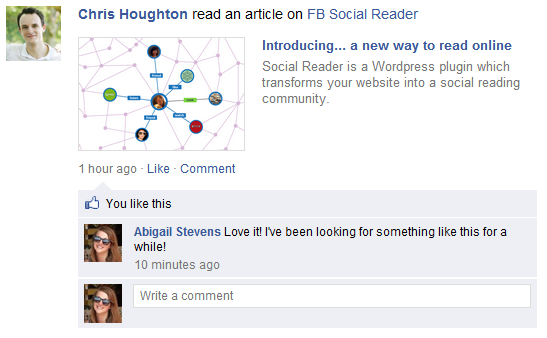 Chris Houghton read an article on FB Social Reader
Introducing... a new way to read online
Social Reader is a Wordpress plugin which
transforms your website into a social reading
community.
1 hour ago · Like · Comment
You like this
Abigail Stevens Love it! I've been looking for something like this for a
while!
10 minutes ago
Write a comment